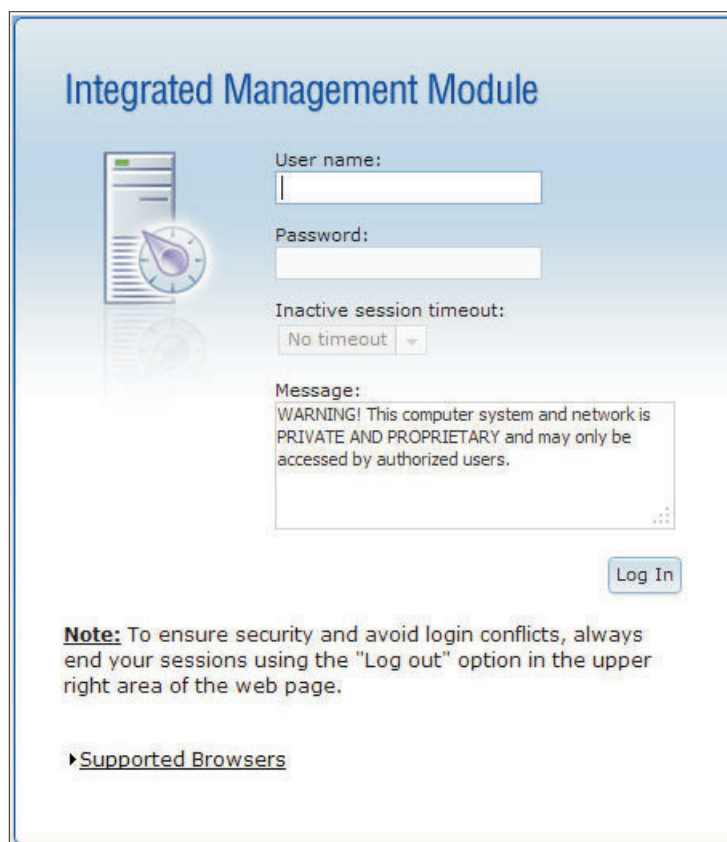 Integrated Management Module
User name:
Password:
Inactive session timeout:
No timeout
Message:
WARNING! This computer system and network is
PRIVATE AND PROPRIETARY and may only be
accessed by authorized users.
Log In
Note: To ensure security and avoid login conflicts, always
end your sessions using the "Log out" option in the upper
right area of the web page.
Supported Browsers